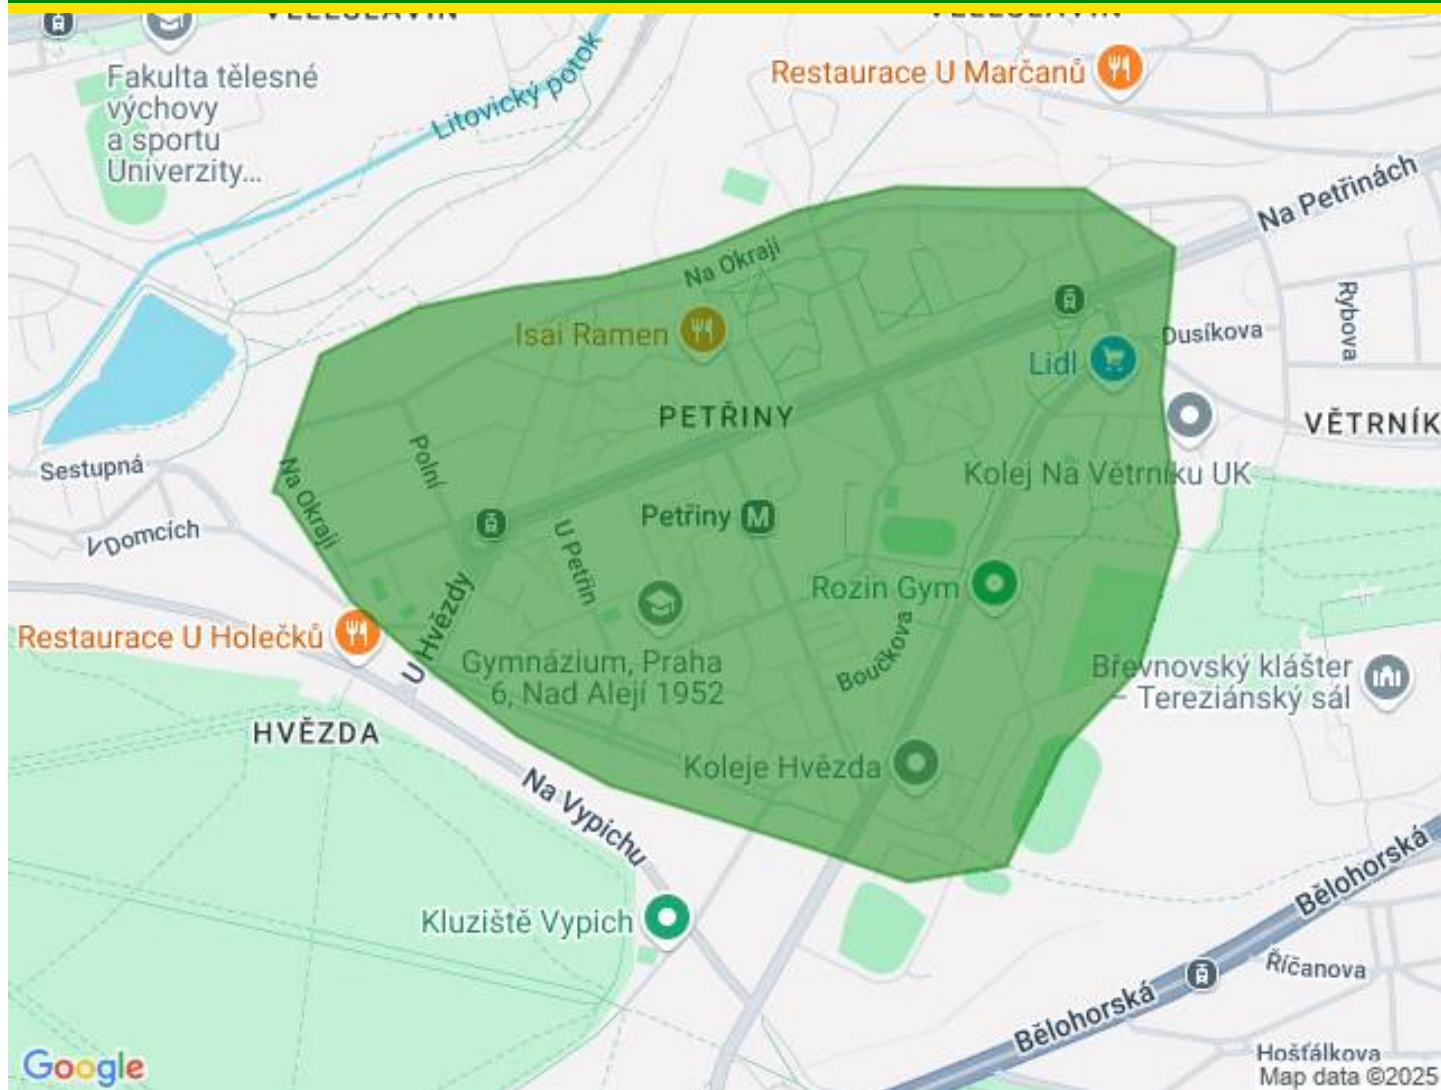 VELESLAVÍN
VELESLAVÍN
Fakulta tělesné
výchovy
a sportu
Univerzity...
Litovický potok
Restaurace U Marčanů
Na Petřinách
Na Okraji
Isai Ramen
Rybova
Dusíkova
Lidl
PETŘINY
VĚTRNÍK
Polní
Sestupná
Na Okraji
Kolej Na Větrníku UK
V Domcích
Petřiny M
U Petřin
Rozin Gym
U Hvězdy
Restaurace U Holečků
Boučkova
Gymnázium, Praha
6, Nad Alejí 1952
Břevnovský klášter
– Tereziánský sál
HVĚZDA
Koleje Hvězda
Na Vypichu
Bělohorská
Kluziště Vypich
Říčanova
Bělohorská
Hošťálkova
Google
Map data ©2025